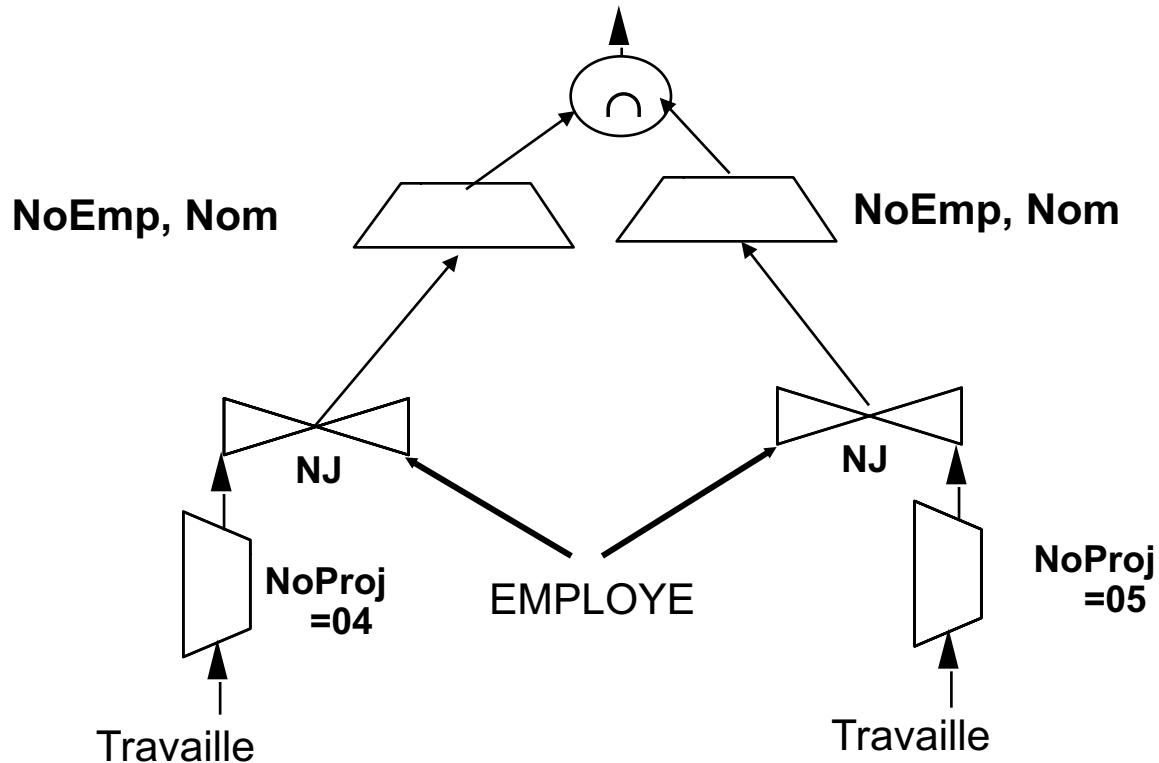 ∩
NoEmp, Nom
NoEmp, Nom
NJ
NJ
NoProj
=04
EMPLOYE
NoProj
=05
Travaille
Travaille